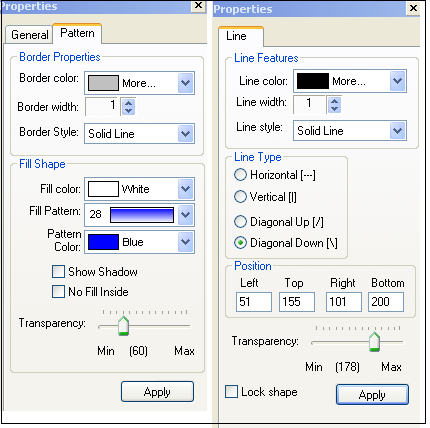 Properties
General Pattern
Border Properties
Border color: More...
Border width: 1
Border Style: Solid Line
Fill Shape
Fill color: White
Fill Pattern: 28
Pattern Color: Blue
Show Shadow
No Fill Inside
Transparency:
Min (60) Max
Apply
Properties
Line
Line Features
Line color: More...
Line width: 1
Line style: Solid Line
Line Type
Horizontal [---]
Vertical [|]
Diagonal Up [/]
Diagonal Down [\]
Position
Left Top Right Bottom
51 155 101 200
Transparency:
Min (178) Max
Lock shape Apply